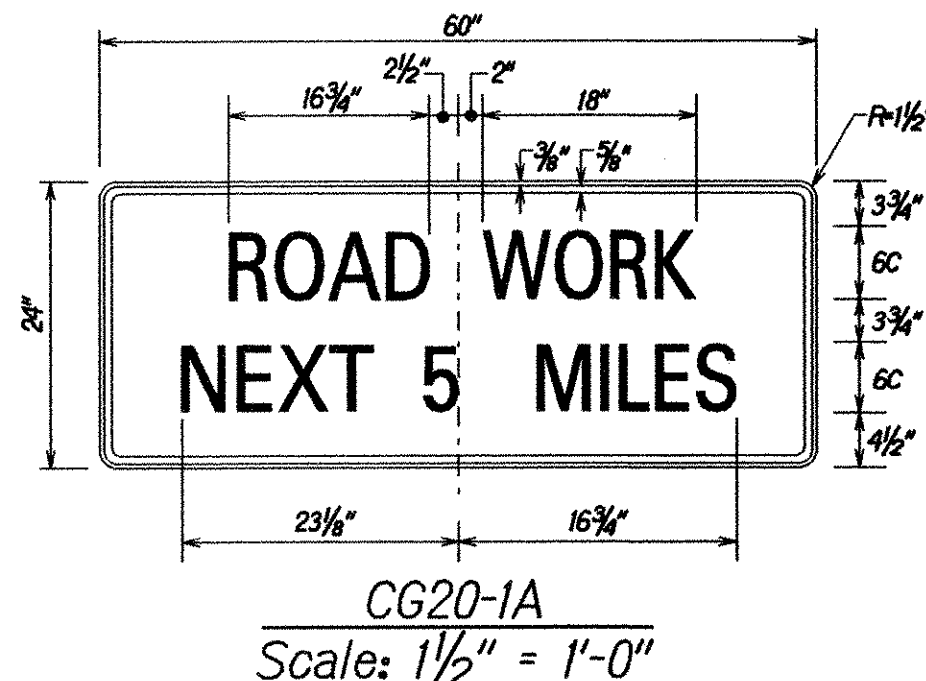 60"
2½" 2"
16¾" 18"
R=1½"
⅜" ⅝"
3¾"
ROAD WORK
6C
24"
3¾"
NEXT 5 MILES
6C
4½"
23⅛" 16¾"
CG20-1A
Scale: 1½" = 1'-0"